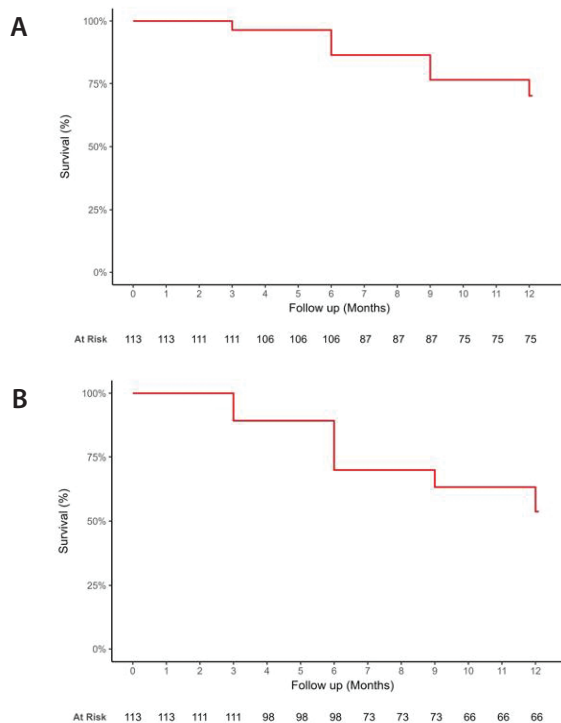 A
100%
75%
50%
25%
0%
Survival (%)
0 1 2 3 4 5 6 7 8 9 10 11 12
Follow up (Months)
At Risk 113 113 111 111 106 106 106 87 87 87 75 75 75
B
100%
75%
50%
25%
0%
Survival (%)
0 1 2 3 4 5 6 7 8 9 10 11 12
Follow up (Months)
At Risk 113 113 111 111 98 98 98 73 73 73 66 66 66